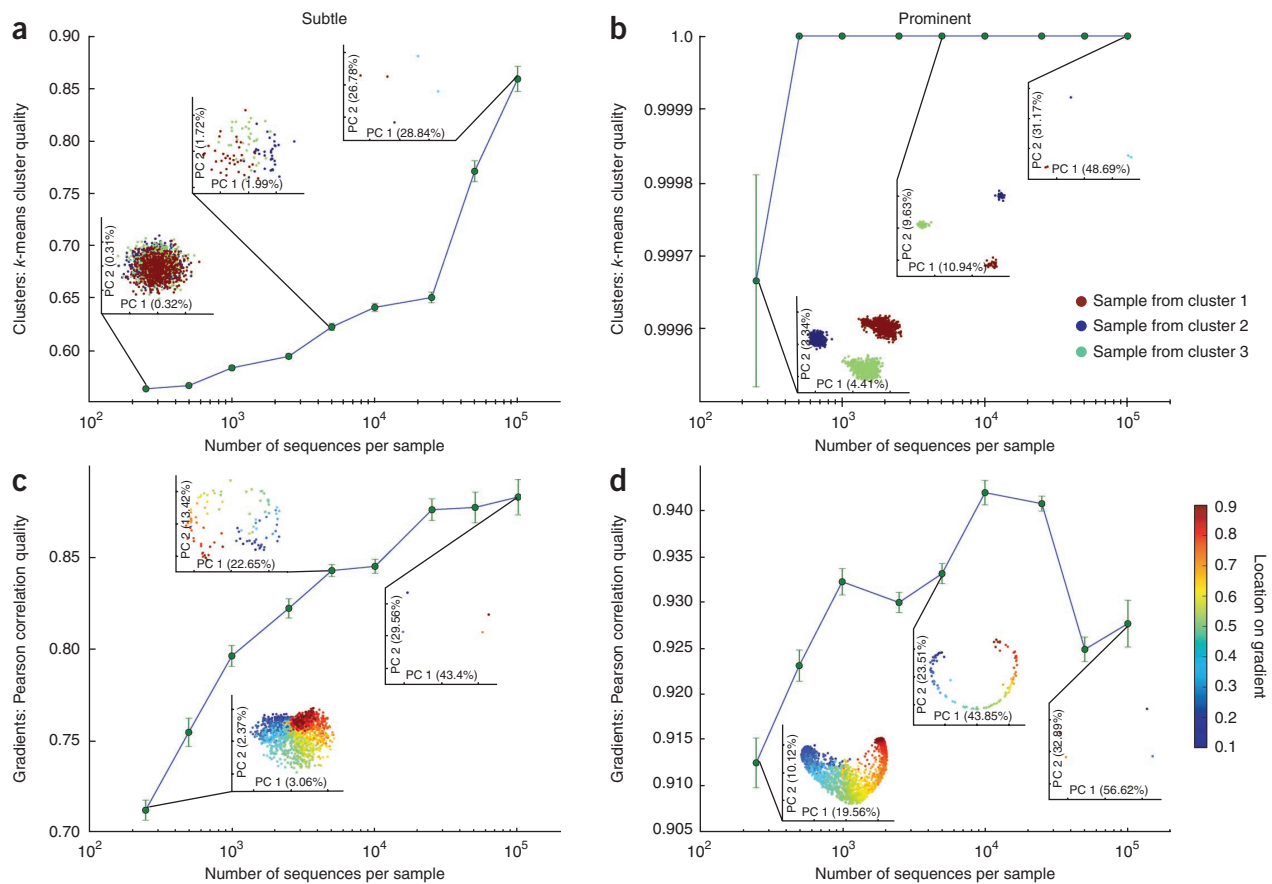 a
Subtle
Clusters: k-means cluster quality
0.90
0.85
0.80
0.75
0.70
0.65
0.60
PC 2 (0.31%)
PC 1 (0.32%)
PC 2 (1.72%)
PC 1 (1.99%)
PC 2 (26.78%)
PC 1 (28.84%)
10² 10³ 10⁴ 10⁵
Number of sequences per sample
b
Prominent
Clusters: k-means cluster quality
1.0
0.9999
0.9998
0.9997
0.9996
PC 2 (3.34%)
PC 1 (4.41%)
PC 2 (9.63%)
PC 1 (10.94%)
PC 2 (31.17%)
PC 1 (48.69%)
Sample from cluster 1
Sample from cluster 2
Sample from cluster 3
10² 10³ 10⁴ 10⁵
Number of sequences per sample
c
Gradients: Pearson correlation quality
0.85
0.80
0.75
0.70
PC 2 (13.42%)
PC 1 (22.65%)
PC 2 (29.56%)
PC 1 (43.4%)
PC 2 (2.37%)
PC 1 (3.06%)
10² 10³ 10⁴ 10⁵
Number of sequences per sample
d
Gradients: Pearson correlation quality
0.940
0.935
0.930
0.925
0.920
0.915
0.910
0.905
PC 2 (10.12%)
PC 1 (19.56%)
PC 2 (23.51%)
PC 1 (43.85%)
PC 2 (32.89%)
PC 1 (56.62%)
10² 10³ 10⁴ 10⁵
Number of sequences per sample
0.9
0.8
0.7
0.6
0.5
0.4
0.3
0.2
0.1
Location on gradient